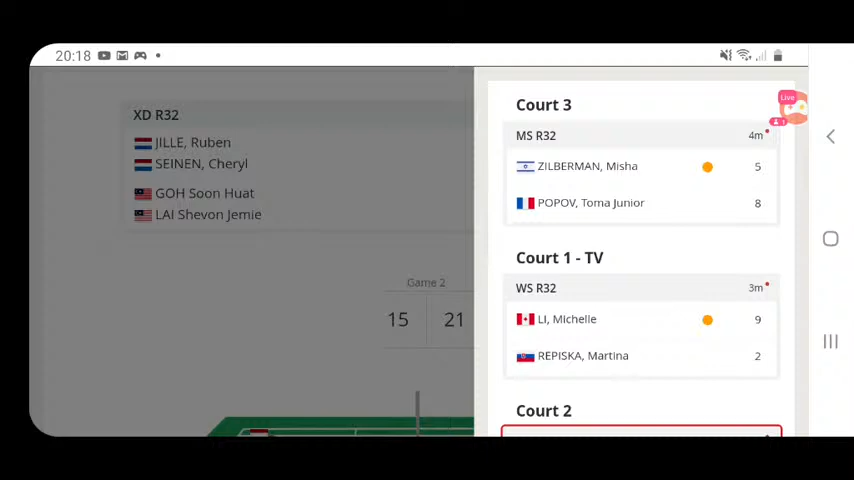 20:18
XD R32
JILLE, Ruben
SEINEN, Cheryl
GOH Soon Huat
LAI Shevon Jemie
Game 2
15 21
Court 3
Live
1
MS R32 4m
ZILBERMAN, Misha 5
POPOV, Toma Junior 8
Court 1 - TV
WS R32 3m
LI, Michelle 9
REPISKA, Martina 2
Court 2